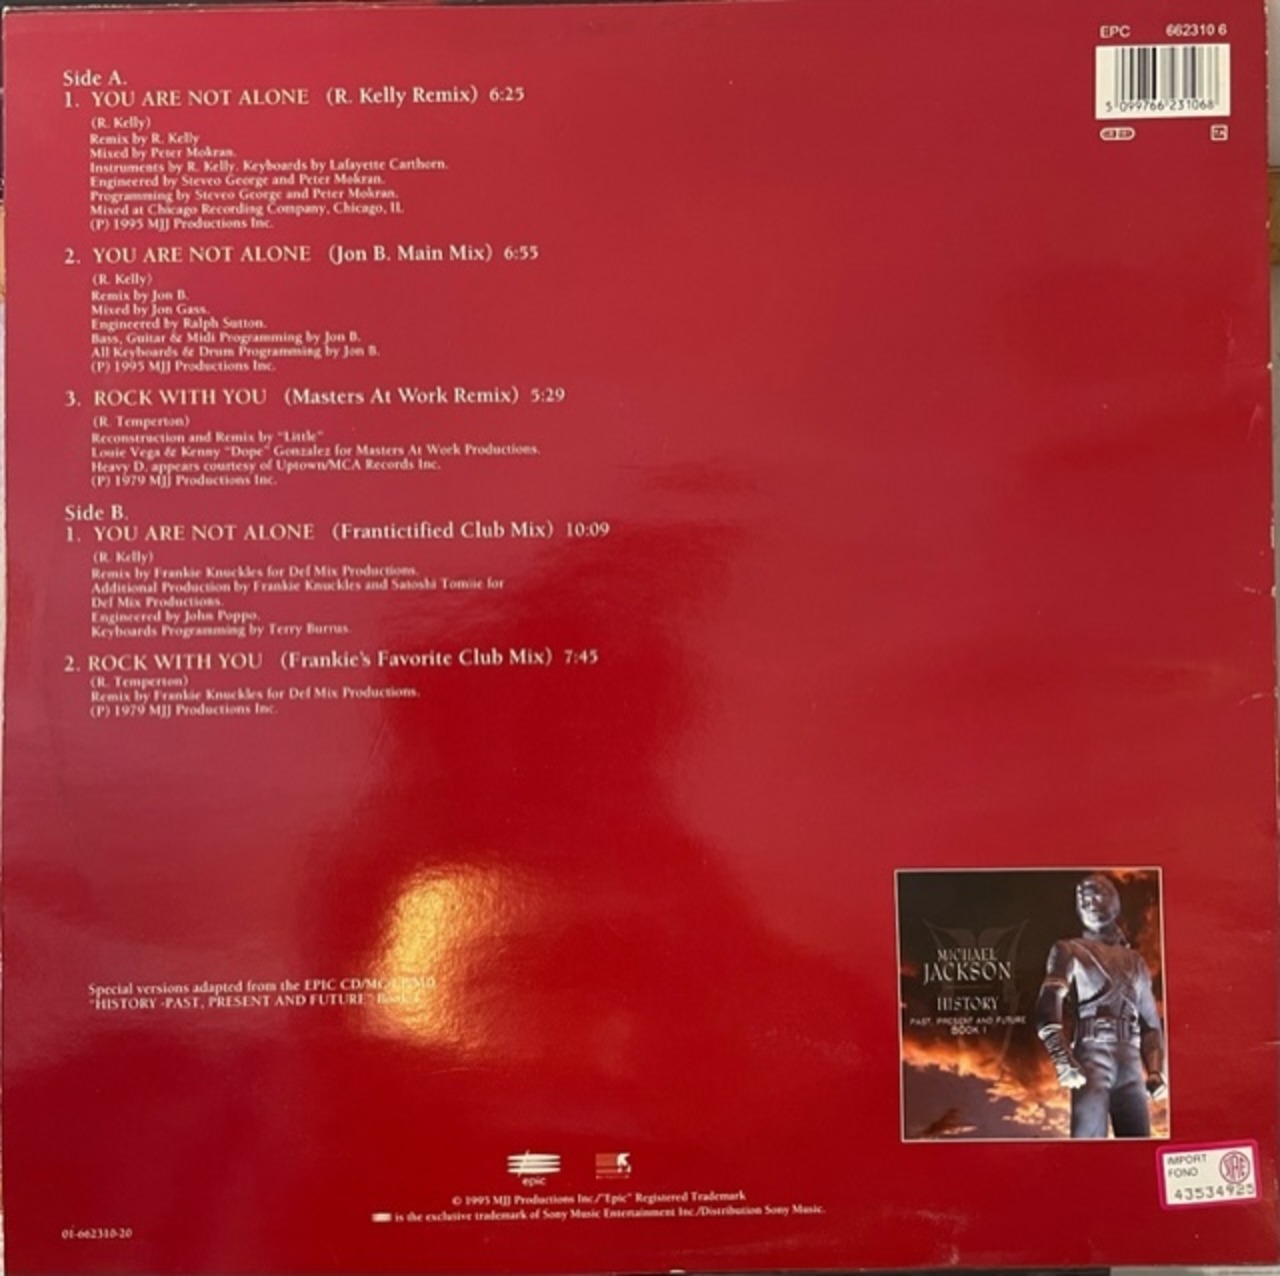 EPC 662310 6
5 099766 231068
Side A.
1. YOU ARE NOT ALONE (R. Kelly Remix) 6:25
(R. Kelly)
Remix by R. Kelly
Mixed by Peter Mokran.
Instruments by R. Kelly. Keyboards by Lafayette Carthorn.
Engineered by Steveo George and Peter Mokran.
Programming by Steveo George and Peter Mokran.
Mixed at Chicago Recording Company, Chicago, IL
(P) 1995 MJJ Productions Inc.
2. YOU ARE NOT ALONE (Jon B. Main Mix) 6:55
(R. Kelly)
Remix by Jon B.
Mixed by Jon Gass.
Engineered by Ralph Sutton.
Bass, Guitar & Midi Programming by Jon B.
All Keyboards & Drum Programming by Jon B.
(P) 1995 MJJ Productions Inc.
3. ROCK WITH YOU (Masters At Work Remix) 5:29
(R. Temperton)
Reconstruction and Remix by "Little"
Louie Vega & Kenny "Dope" Gonzalez for Masters At Work Productions.
Heavy D. appears courtesy of Uptown/MCA Records Inc.
(P) 1979 MJJ Productions Inc.
Side B.
1. YOU ARE NOT ALONE (Frantictified Club Mix) 10:09
(R. Kelly)
Remix by Frankie Knuckles for Def Mix Productions.
Additional Production by Frankie Knuckles and Satoshi Tomiie for
Def Mix Productions.
Engineered by John Poppo.
Keyboards Programming by Terry Burrus.
2. ROCK WITH YOU (Frankie's Favorite Club Mix) 7:45
(R. Temperton)
Remix by Frankie Knuckles for Def Mix Productions.
(P) 1979 MJJ Productions Inc.
Special versions adapted from the EPIC
"HISTORY -PAST, PRESENT AND FUTURE"
MICHAEL
JACKSON
HISTORY
PAST, PRESENT AND FUTURE
BOOK I
epic
© 1995 MJJ Productions Inc./"Epic" Registered Trademark
is the exclusive trademark of Sony Music Entertainment Inc./Distribution Sony Music.
IMPORT
FONO
43534925
01-662310-20